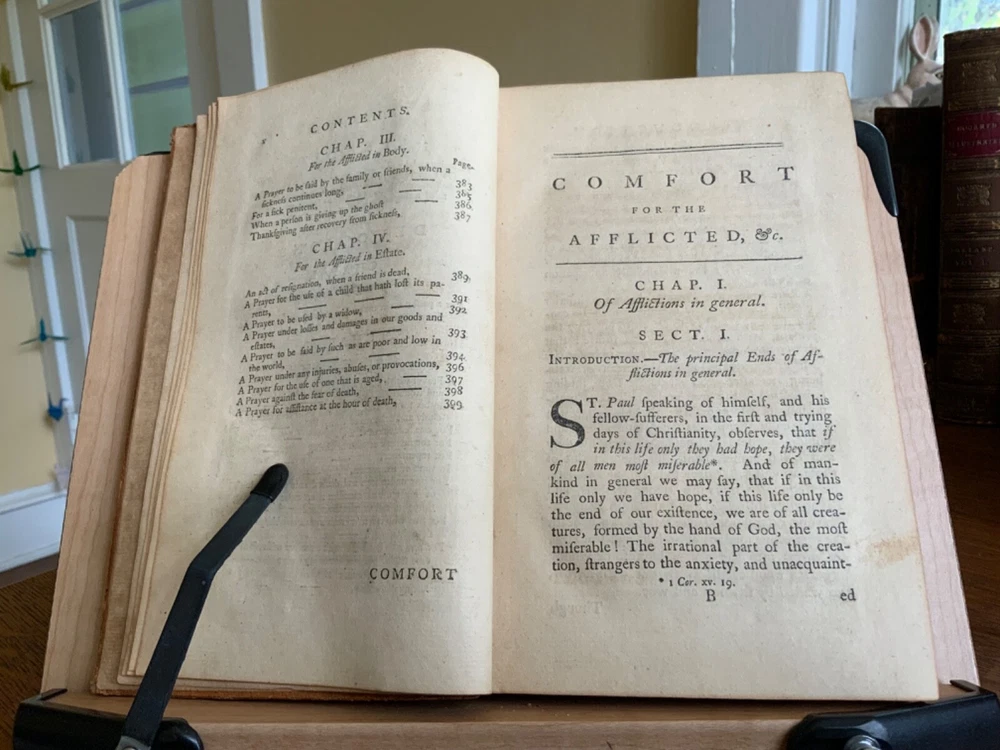 x
CONTENTS.
CHAP. III.
For the Afflicted in Body.
Page.
A Prayer to be ſaid by the family or friends, when a
ſickneſs continues long, 383
For a ſick penitent, 385
When a perſon is giving up the ghoſt 386
Thankſgiving after recovery from ſickneſs, 387
CHAP. IV.
For the Afflicted in Eſtate.
An act of reſignation, when a friend is dead, 389
A Prayer for the uſe of a child that hath loſt its pa-
rents, 391
A Prayer to be uſed by a widow, 392
A Prayer under loſſes and damages in our goods and
eſtates, 393
A Prayer to be ſaid by ſuch as are poor and low in
the world, 394
A Prayer under any injuries, abuſes, or provocations, 396
A Prayer for the uſe of one that is aged, 397
A Prayer againſt the fear of death, 398
A Prayer for aſſiſtance at the hour of death, 399
COMFORT
COMFORT
FOR THE
AFFLICTED, &c.
CHAP. I.
Of Afflictions in general.
SECT. I.
INTRODUCTION.—The principal Ends of Af-
flictions in general.
ST. Paul ſpeaking of himſelf, and his
fellow-ſufferers, in the firſt and trying
days of Chriſtianity, obſerves, that if
in this life only they had hope, they were
of all men moſt miſerable*. And of man-
kind in general we may ſay, that if in this
life only we have hope, if this life only be
the end of our exiſtence, we are of all crea-
tures, formed by the hand of God, the moſt
miſerable! The irrational part of the crea-
tion, ſtrangers to the anxiety, and unacquaint-
* 1 Cor. xv. 19.
B ed